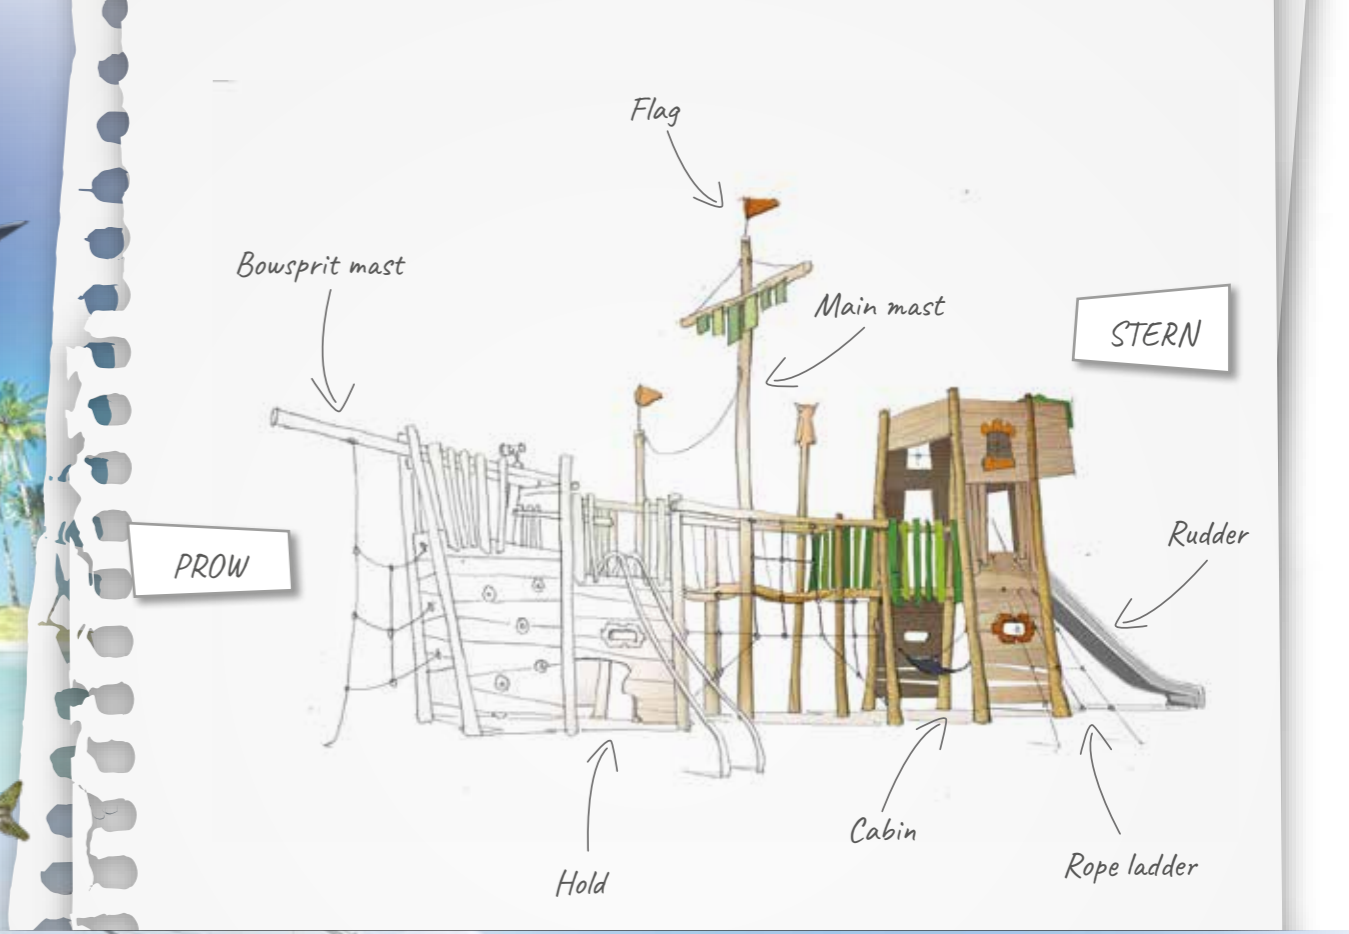 Flag
Bowsprit mast
Main mast
STERN
Rudder
PROW
Cabin
Rope ladder
Hold